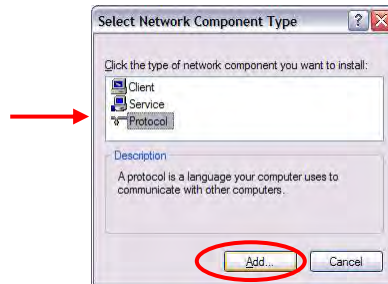 Select Network Component Type
Click the type of network component you want to install:
Client
Service
Protocol
Description
A protocol is a language your computer uses to
communicate with other computers.
Add... Cancel